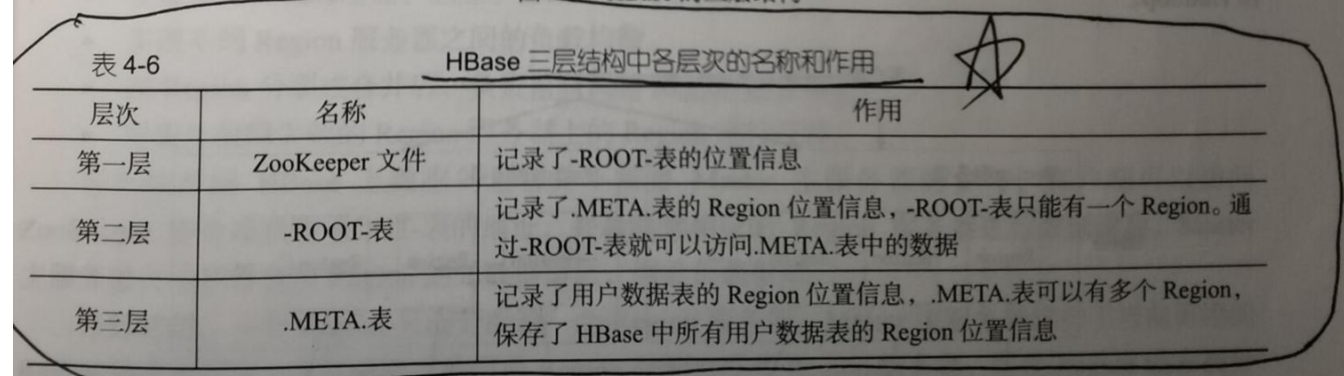 表 4-6
HBase 三层结构中各层次的名称和作用
层次 名称 作用
第一层 ZooKeeper 文件 记录了-ROOT-表的位置信息
第二层 -ROOT-表 记录了.META.表的 Region 位置信息，-ROOT-表只能有一个 Region。通
过-ROOT-表就可以访问.META.表中的数据
第三层 .META.表 记录了用户数据表的 Region 位置信息，.META.表可以有多个 Region，
保存了 HBase 中所有用户数据表的 Region 位置信息